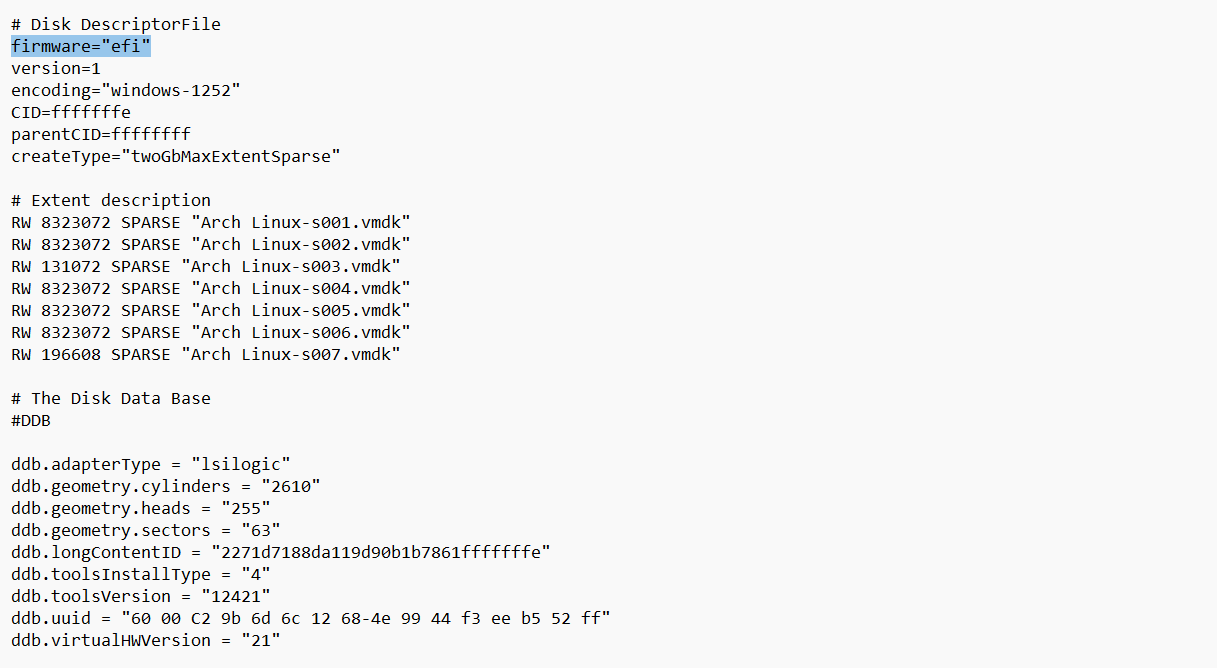 # Disk DescriptorFile
firmware="efi"
version=1
encoding="windows-1252"
CID=fffffffe
parentCID=ffffffff
createType="twoGbMaxExtentSparse"
# Extent description
RW 8323072 SPARSE "Arch Linux-s001.vmdk"
RW 8323072 SPARSE "Arch Linux-s002.vmdk"
RW 131072 SPARSE "Arch Linux-s003.vmdk"
RW 8323072 SPARSE "Arch Linux-s004.vmdk"
RW 8323072 SPARSE "Arch Linux-s005.vmdk"
RW 8323072 SPARSE "Arch Linux-s006.vmdk"
RW 196608 SPARSE "Arch Linux-s007.vmdk"
# The Disk Data Base
#DDB
ddb.adapterType = "lsilogic"
ddb.geometry.cylinders = "2610"
ddb.geometry.heads = "255"
ddb.geometry.sectors = "63"
ddb.longContentID = "2271d7188da119d90b1b7861fffffffe"
ddb.toolsInstallType = "4"
ddb.toolsVersion = "12421"
ddb.uuid = "60 00 C2 9b 6d 6c 12 68-4e 99 44 f3 ee b5 52 ff"
ddb.virtualHWVersion = "21"